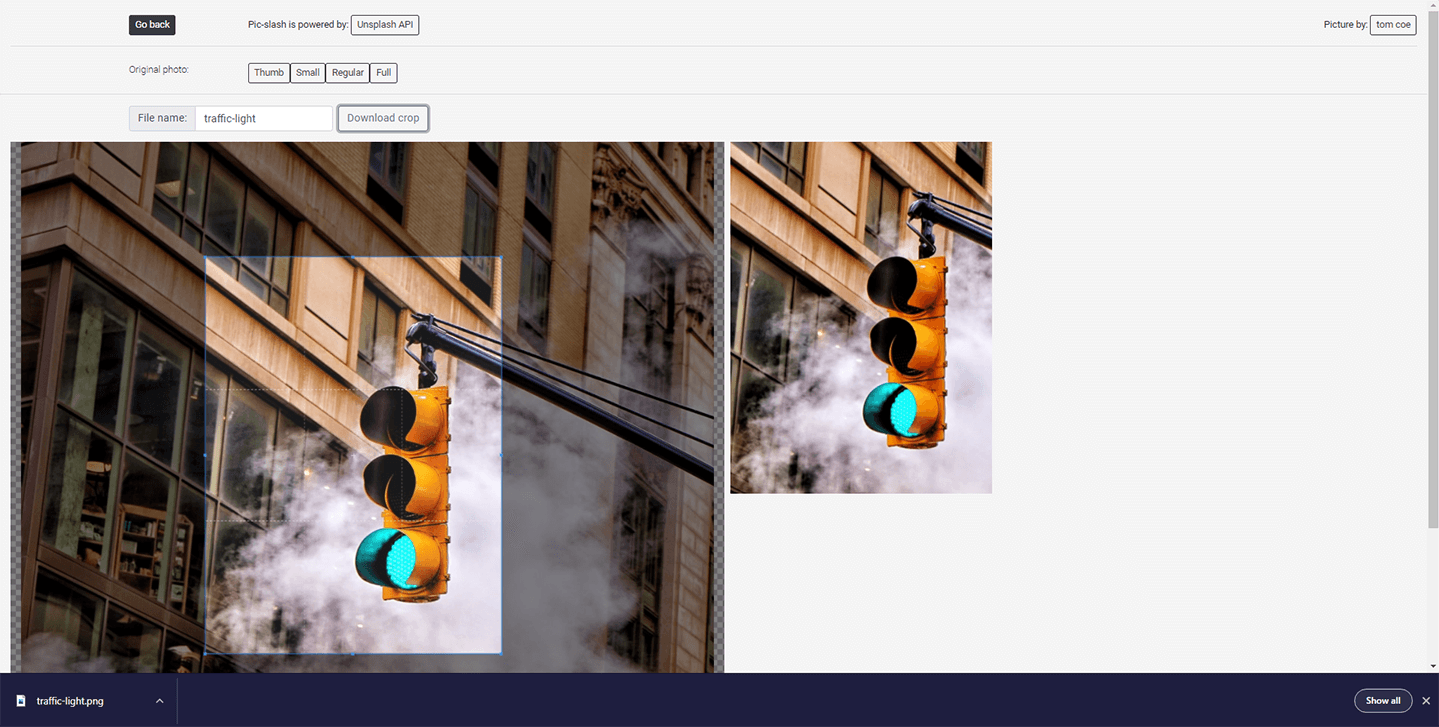 Go back Pic-slash is powered by: Unsplash API Picture by: tom coe
Original photo: Thumb Small Regular Full
File name: traffic-light Download crop
traffic-light.png Show all